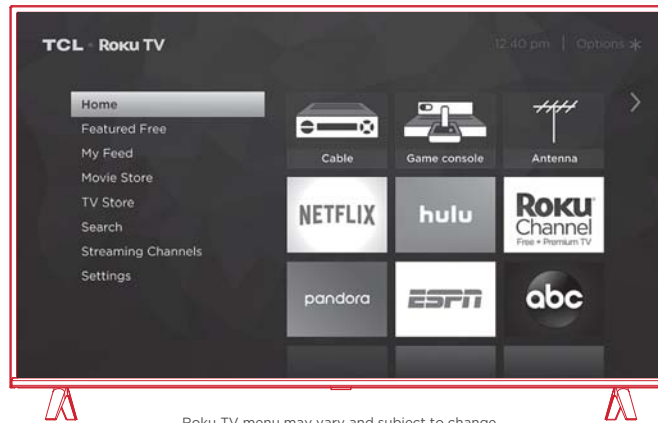 TCL · Roku TV
12:40 pm | Options
Home
Featured Free
My Feed
Movie Store
TV Store
Search
Streaming Channels
Settings
Cable
Game console
Antenna
NETFLIX
hulu
Roku
Channel
Free + Premium TV
pandora
ESPN
abc
Roku TV menu may vary and subject to change